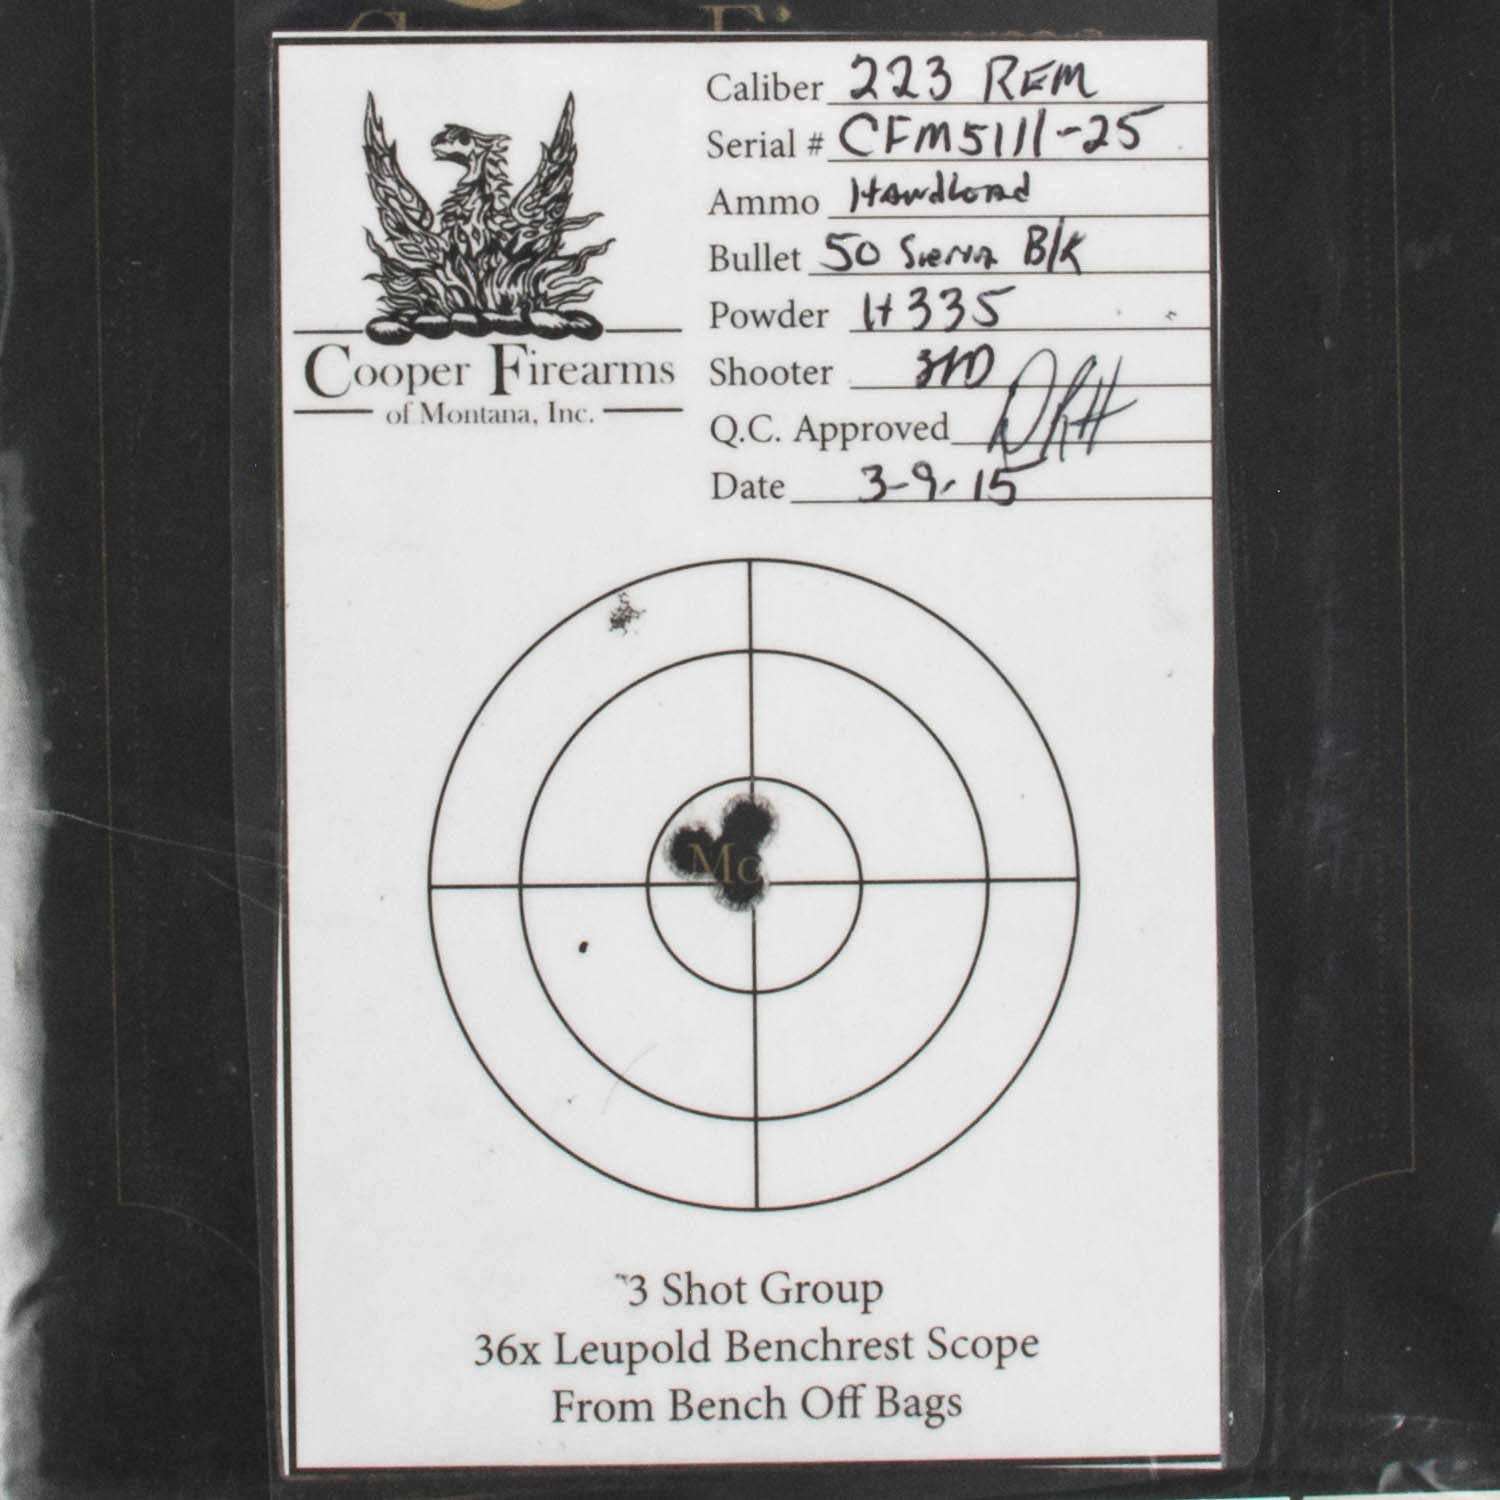 Caliber 223 REM
Serial # CFM5111-25
Ammo Handload
Bullet 50 Sierra B/K
Powder H335
Shooter
Q.C. Approved
Date 3-9-15
Cooper Firearms
of Montana, Inc.
Mo
3 Shot Group
36x Leupold Benchrest Scope
From Bench Off Bags